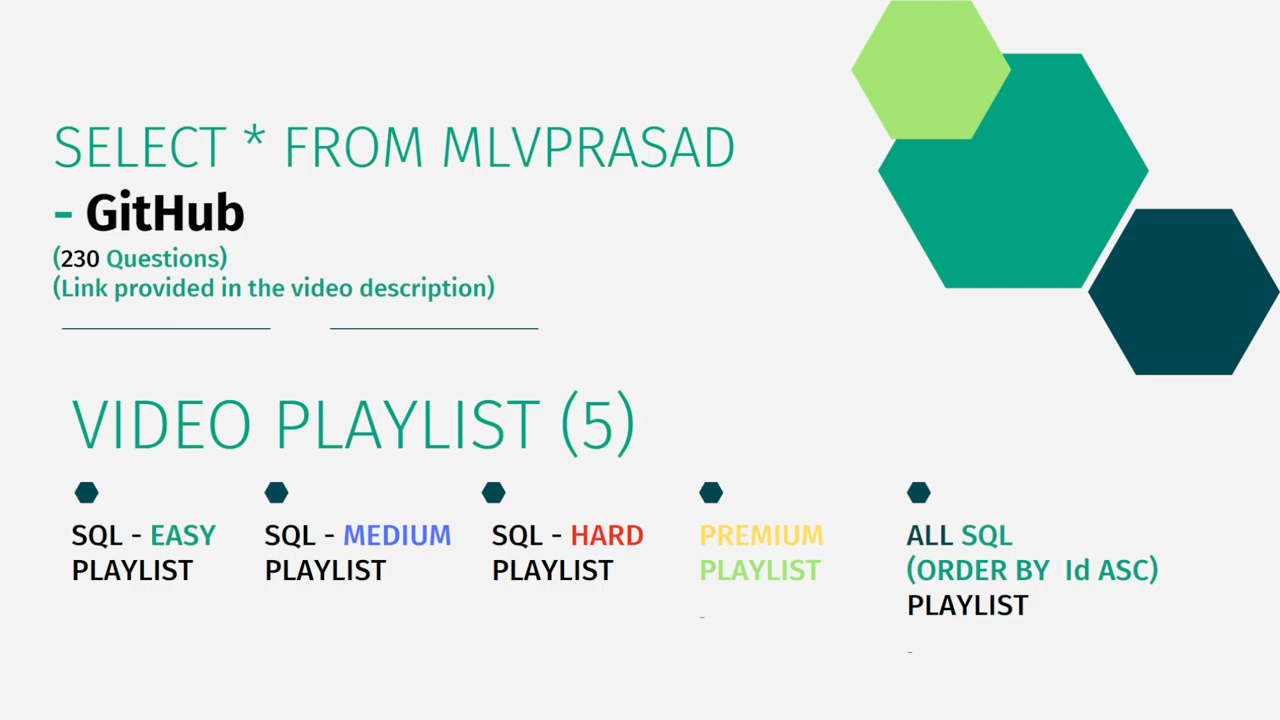 SELECT * FROM MLVPRASAD
- GitHub
(230 Questions)
(Link provided in the video description)
VIDEO PLAYLIST (5)
SQL - EASY
PLAYLIST
SQL - MEDIUM
PLAYLIST
SQL - HARD
PLAYLIST
PREMIUM
PLAYLIST
-
ALL SQL
(ORDER BY Id ASC)
PLAYLIST
-